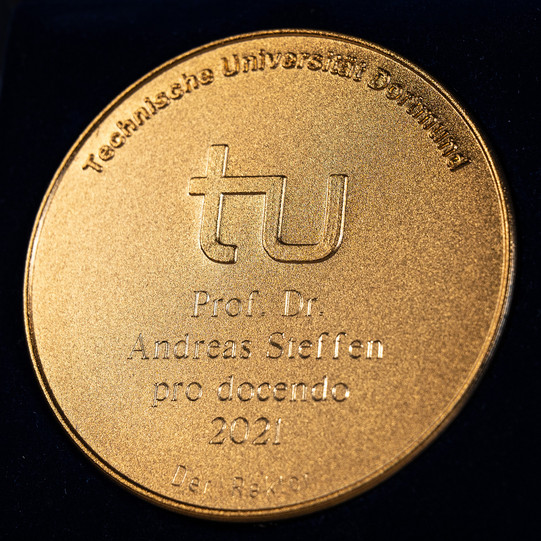 Technische Universität Dortmund
tu
Prof. Dr.
Andreas Steffen
pro docendo
2021
Der Rektor